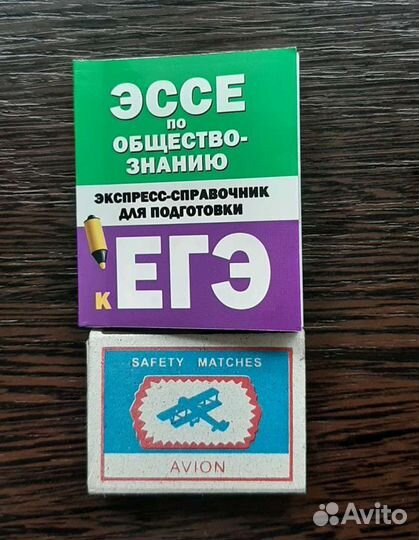 ЭССЕ
по
ОБЩЕСТВО-
ЗНАНИЮ
ЭКСПРЕСС-СПРАВОЧНИК
ДЛЯ ПОДГОТОВКИ
к ЕГЭ
SAFETY MATCHES
AVION
Avito